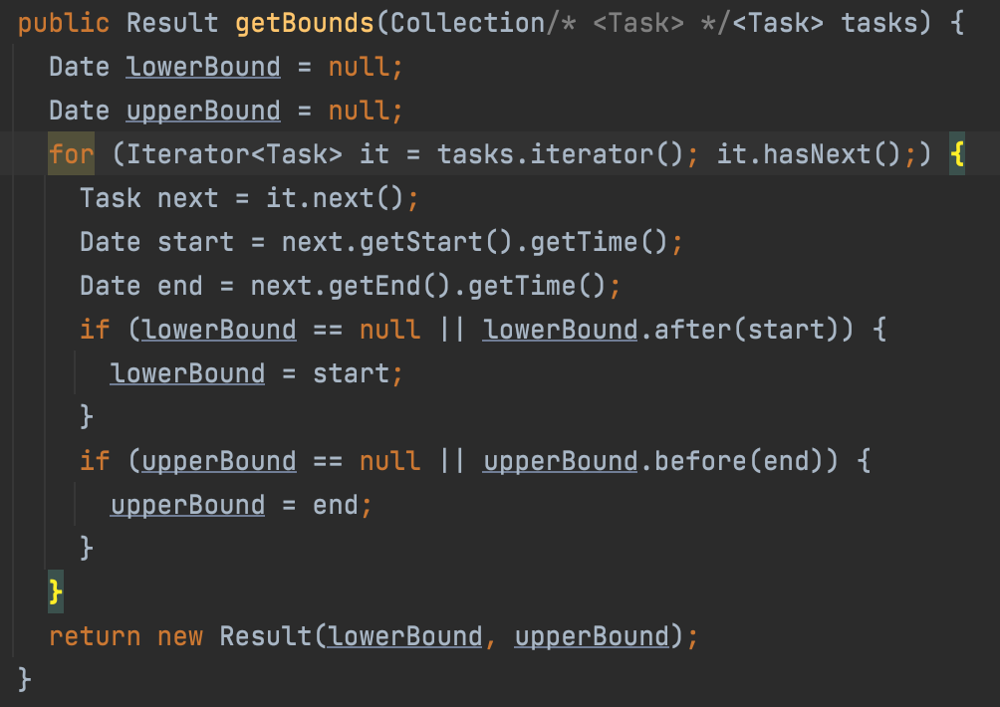 public Result getBounds(Collection/* <Task> */<Task> tasks) {
Date lowerBound = null;
Date upperBound = null;
for (Iterator<Task> it = tasks.iterator(); it.hasNext();) {
Task next = it.next();
Date start = next.getStart().getTime();
Date end = next.getEnd().getTime();
if (lowerBound == null || lowerBound.after(start)) {
lowerBound = start;
}
if (upperBound == null || upperBound.before(end)) {
upperBound = end;
}
}
return new Result(lowerBound, upperBound);
}